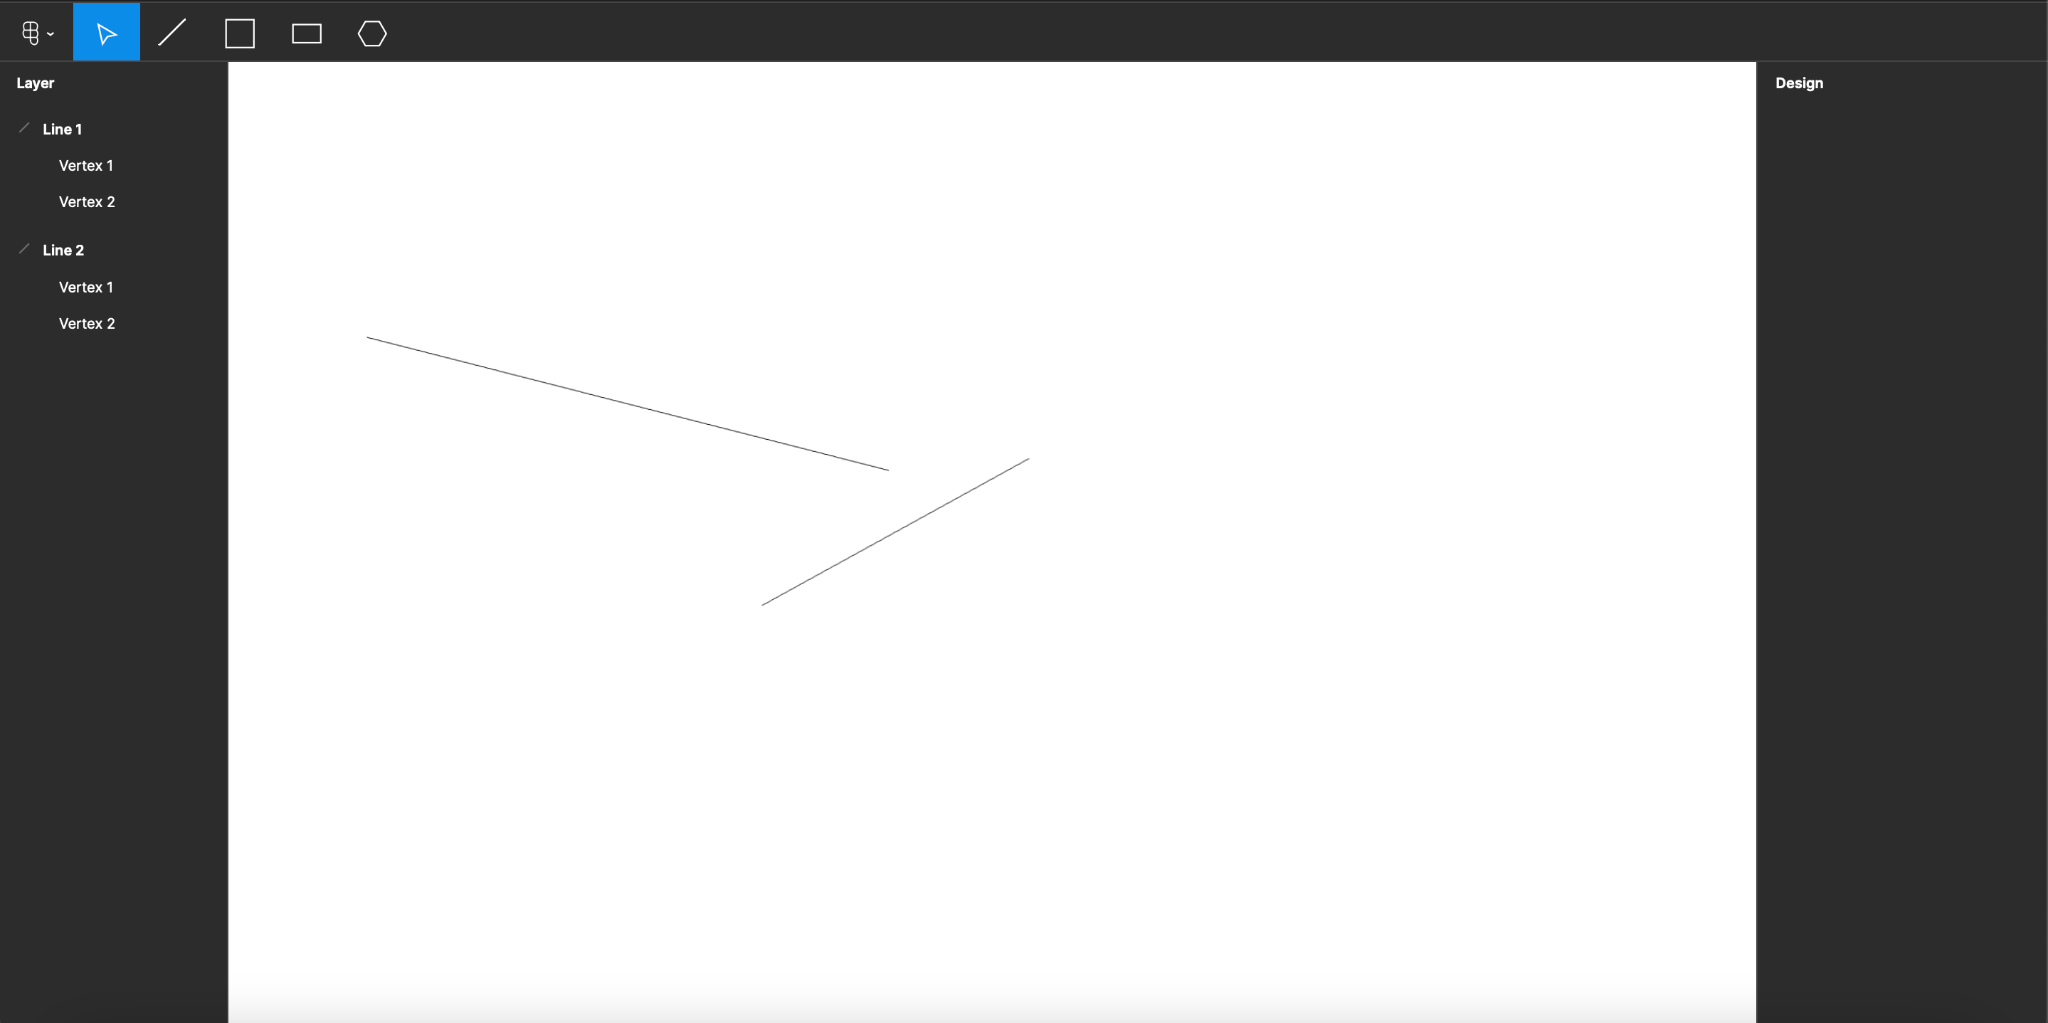 Layer
Design
Line 1
Vertex 1
Vertex 2
Line 2
Vertex 1
Vertex 2